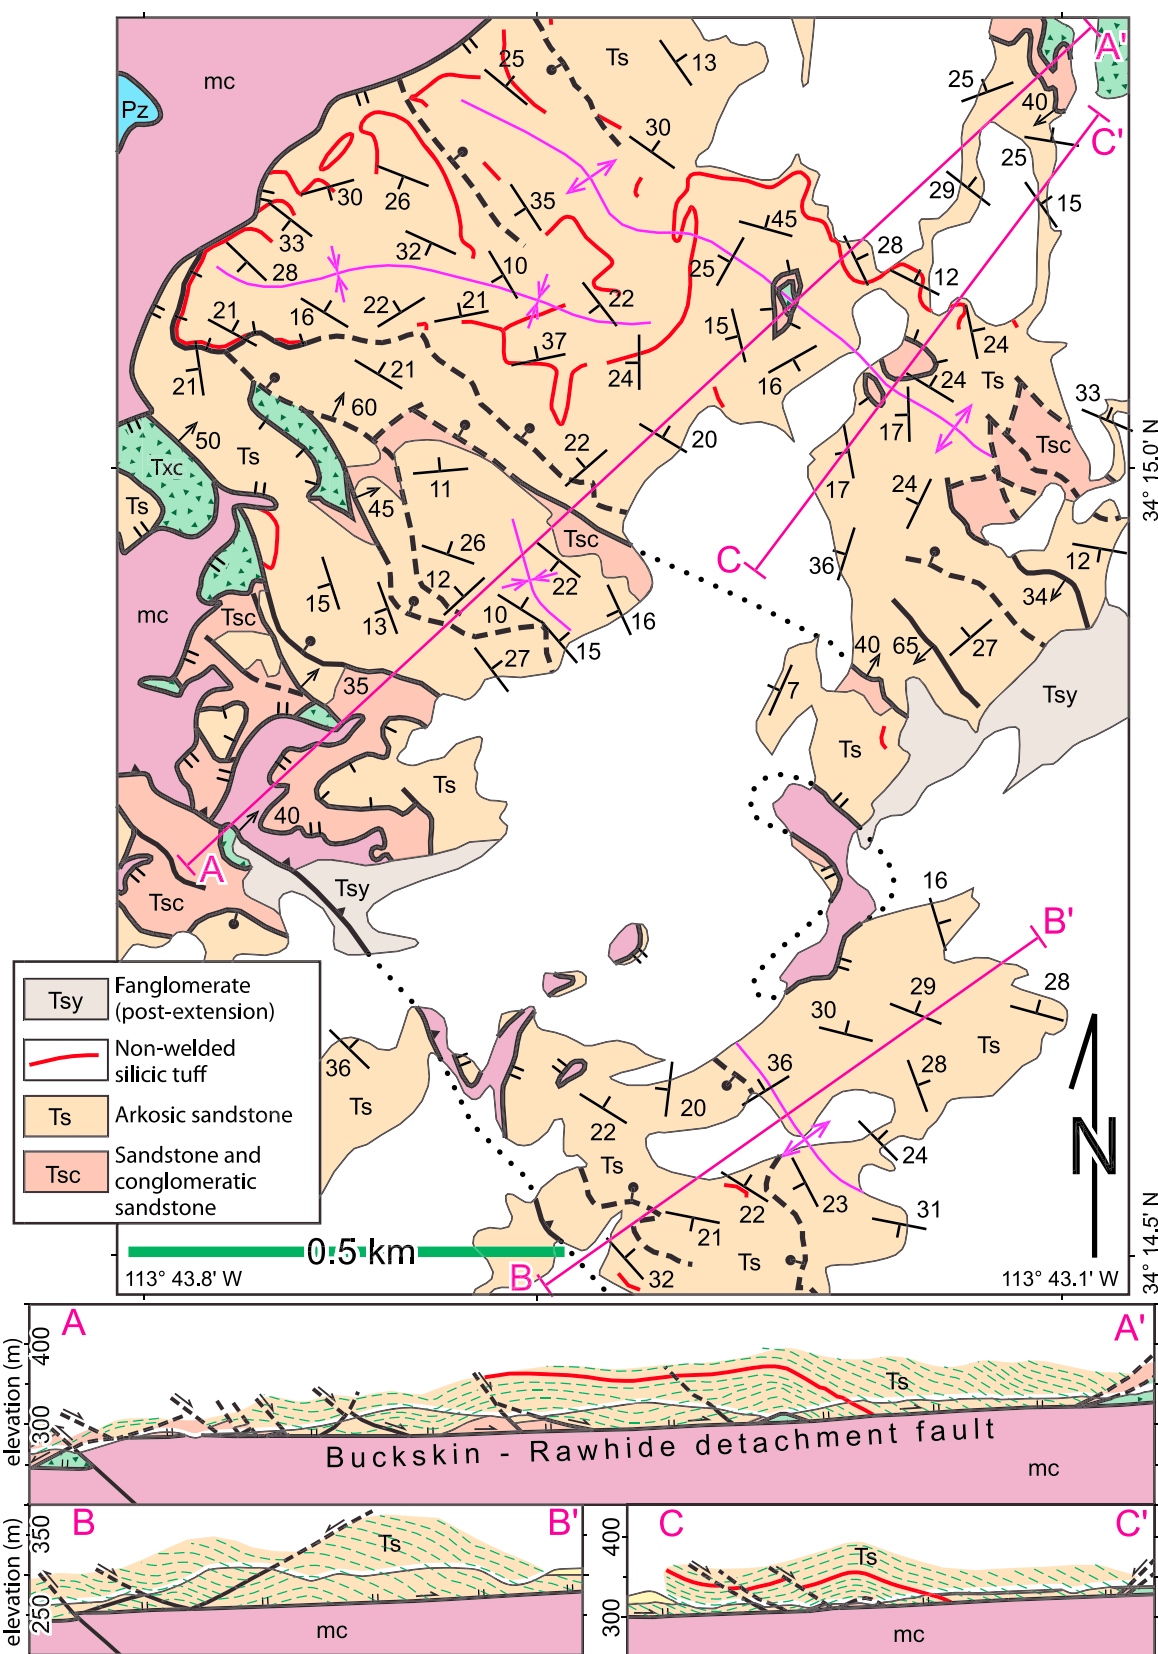 mc
Pz
25
Ts
13
25
A'
40
C'
30
25
30
26
35
29
15
33
32
45
28
28
10
25
12
21
16
22
21
22
15
37
24
24
21
21
16
24
Ts
60
33
50
Ts
22
20
17
Tsc
Txc
11
17
24
Ts
45
Tsc
34° 15.0' N
26
C
36
12
15
12
22
34
mc
Tsc
13
10
16
15
40
65
27
27
35
7
Tsy
Ts
Ts
40
A
Tsy
Tsc
16
B'
Tsy
Fanglomerate
(post-extension)
29
28
30
Non-welded
silicic tuff
36
36
28
Ts
Ts
Arkosic sandstone
Ts
20
22
24
N
Tsc
Sandstone and
conglomeratic
sandstone
Ts
22
23
31
21
34° 14.5' N
0.5 km
Ts
32
B
113° 43.8' W
113° 43.1' W
A
A'
elevation (m)
400
300
Ts
Buckskin - Rawhide detachment fault
mc
B
B'
elevation (m)
350
250
Ts
mc
C
C'
400
300
Ts
mc